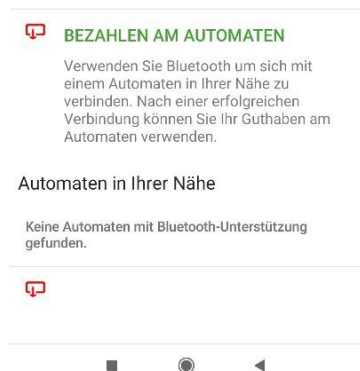 BEZAHLEN AM AUTOMATEN
Verwenden Sie Bluetooth um sich mit
einem Automaten in Ihrer Nähe zu
verbinden. Nach einer erfolgreichen
Verbindung können Sie Ihr Guthaben am
Automaten verwenden.
Automaten in Ihrer Nähe
Keine Automaten mit Bluetooth-Unterstützung
gefunden.